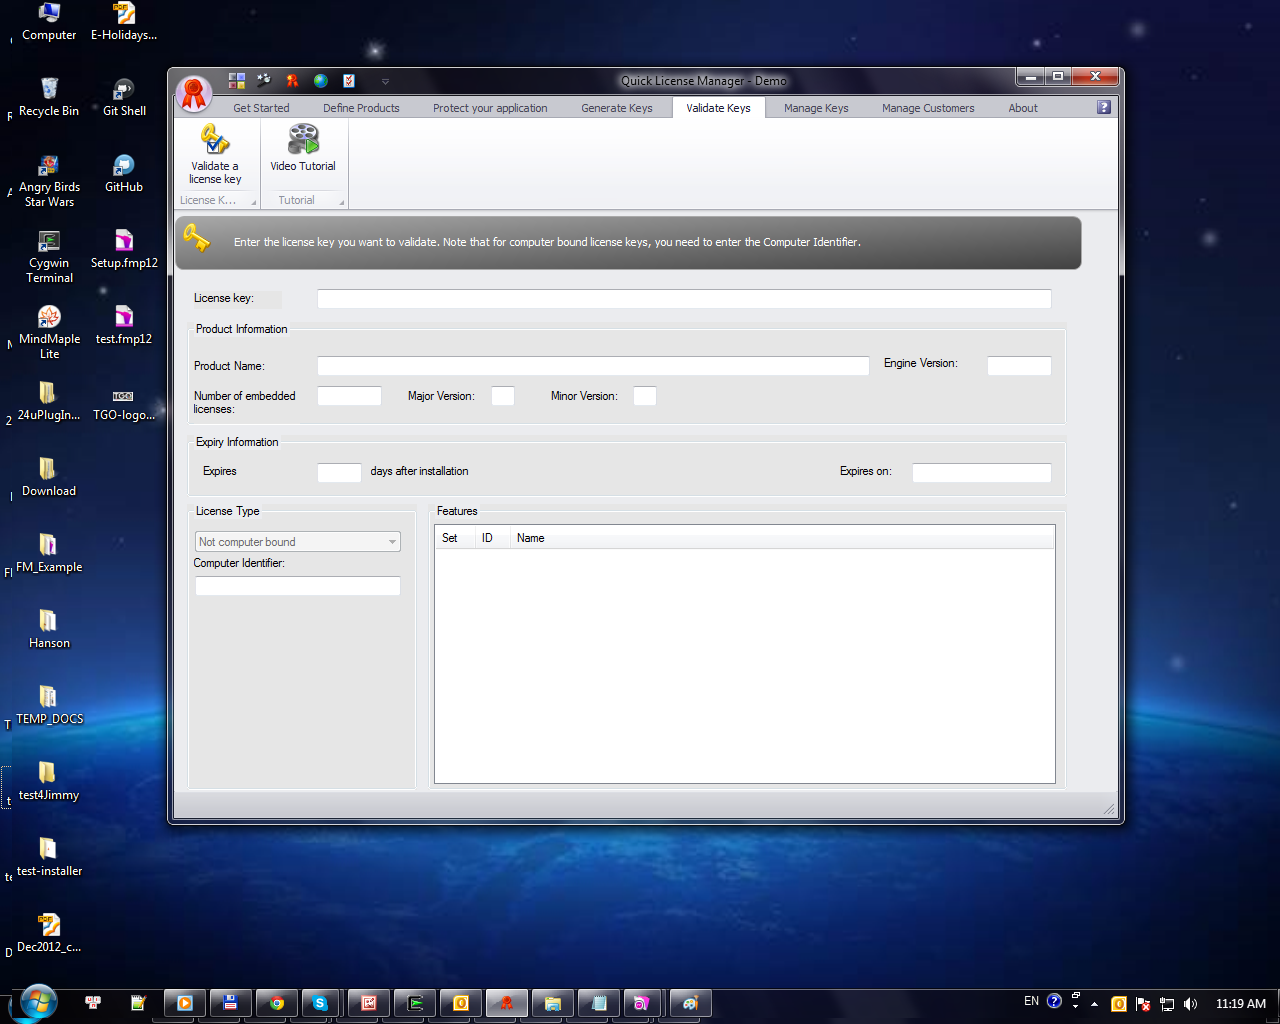 Computer
E-Holidays...
Recycle Bin
Git Shell
Angry Birds
Star Wars
GitHub
Cygwin
Terminal
Setup.fmp12
MindMaple
Lite
test.fmp12
24uPlugIn...
TGO
TGO-logo...
Download
FM_Example
Hanson
TEMP_DOCS
test4Jimmy
test-installer
Dec2012_c...
Quick License Manager - Demo
Get Started
Define Products
Protect your application
Generate Keys
Validate Keys
Manage Keys
Manage Customers
About
Validate a
license key
Video Tutorial
License K...
Tutorial
Enter the license key you want to validate. Note that for computer bound license keys, you need to enter the Computer Identifier.
License key:
Product Information
Product Name:
Engine Version:
Number of embedded
licenses:
Major Version:
Minor Version:
Expiry Information
Expires
days after installation
Expires on:
License Type
Not computer bound
Computer Identifier:
Features
Set
ID
Name
EN
11:19 AM